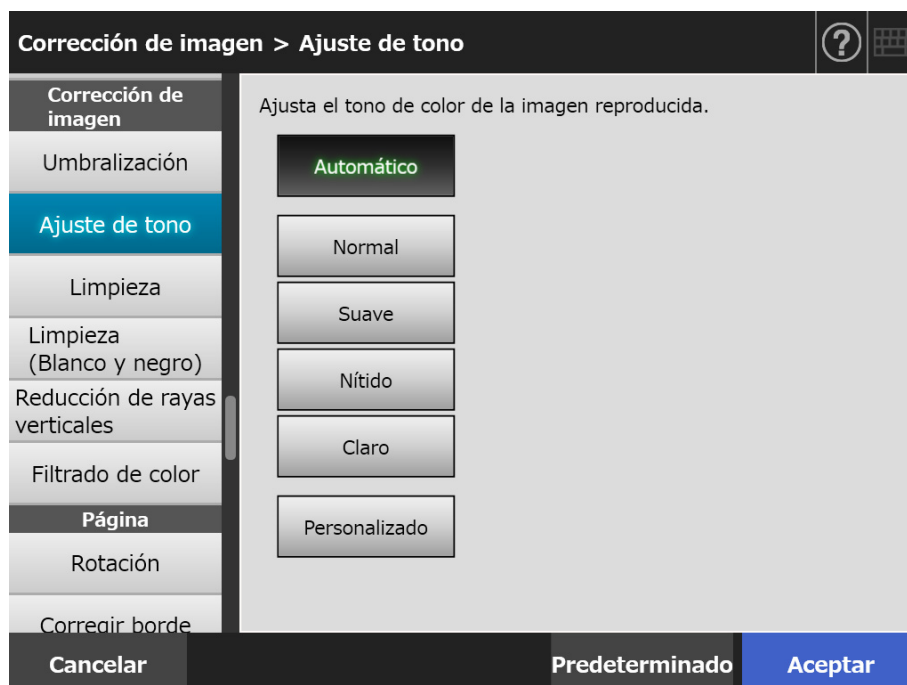 Corrección de imagen > Ajuste de tono
?
Corrección de
imagen
Umbralización
Ajuste de tono
Limpieza
Limpieza
(Blanco y negro)
Reducción de rayas
verticales
Filtrado de color
Página
Rotación
Corregir borde
Ajusta el tono de color de la imagen reproducida.
Automático
Normal
Suave
Nítido
Claro
Personalizado
Cancelar
Predeterminado
Aceptar